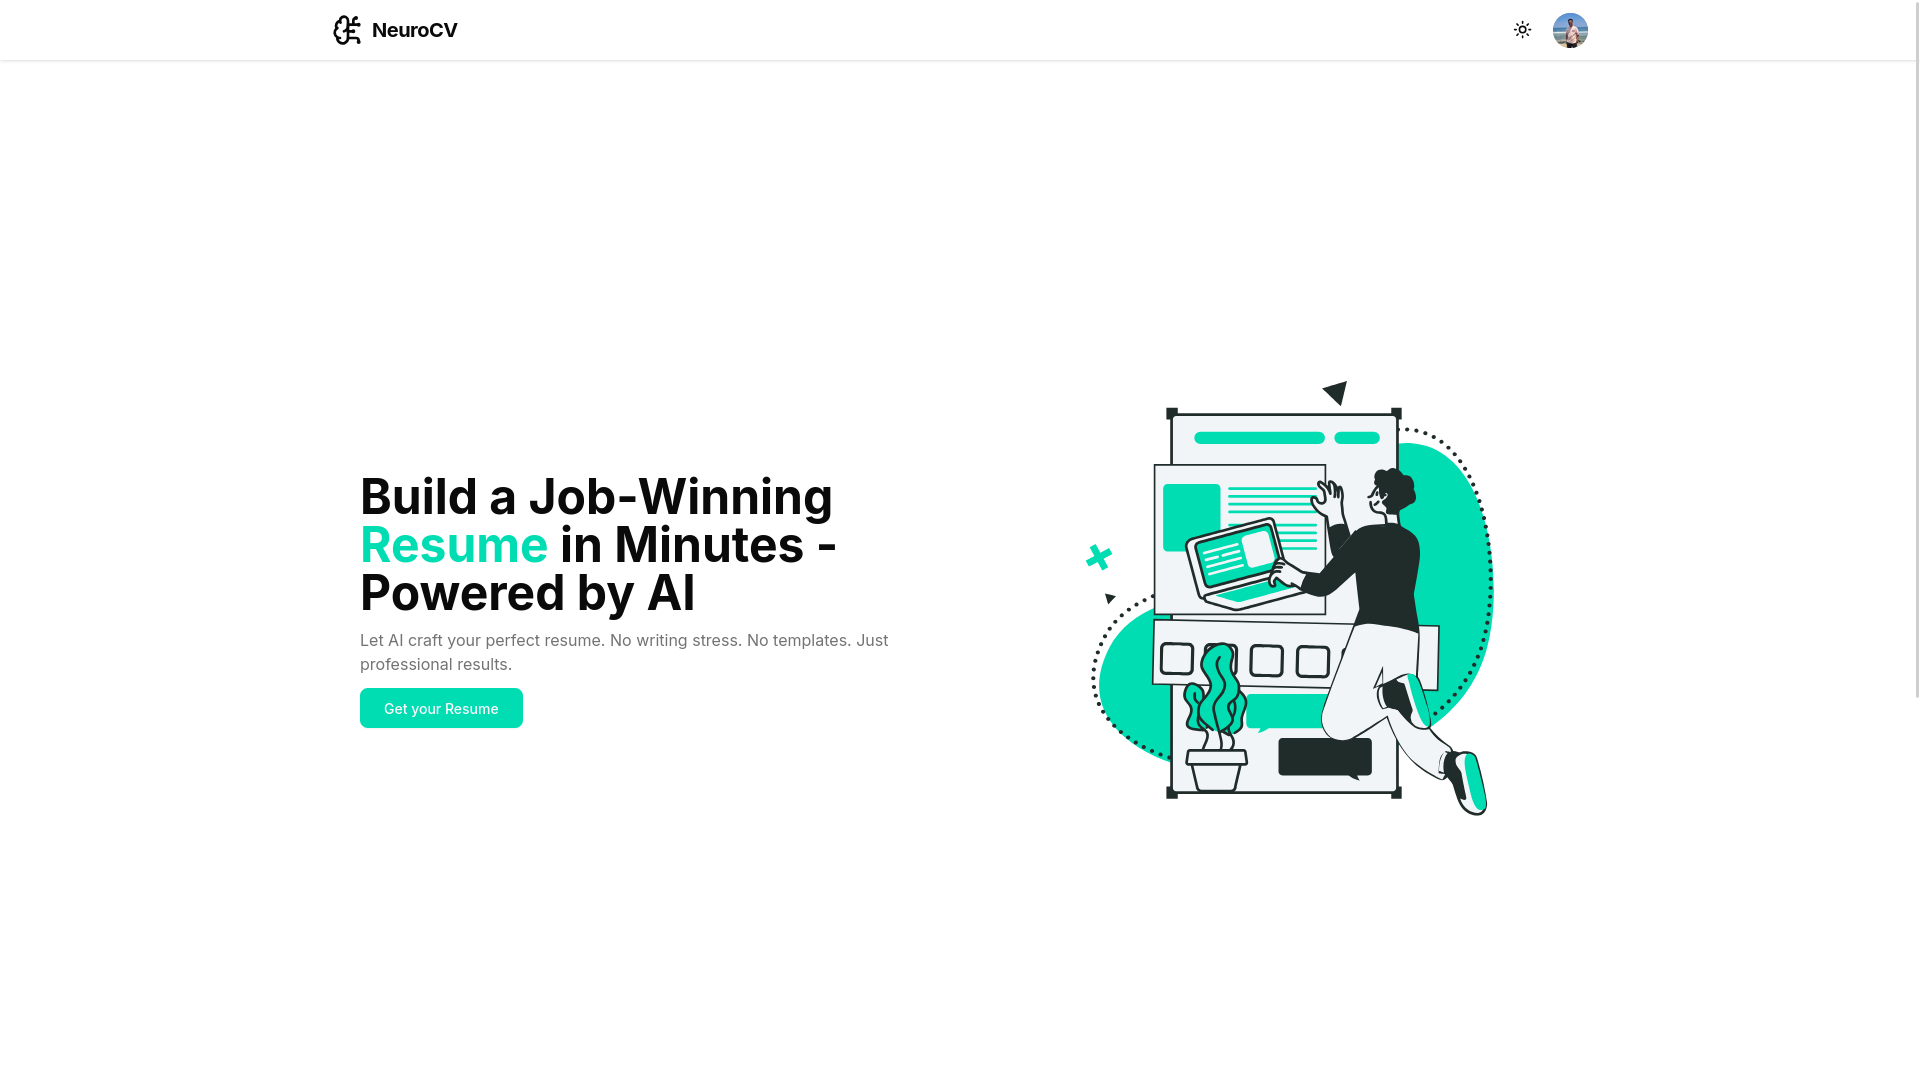 NeuroCV
Build a Job-Winning
Resume in Minutes -
Powered by AI
Let AI craft your perfect resume. No writing stress. No templates. Just
professional results.
Get your Resume